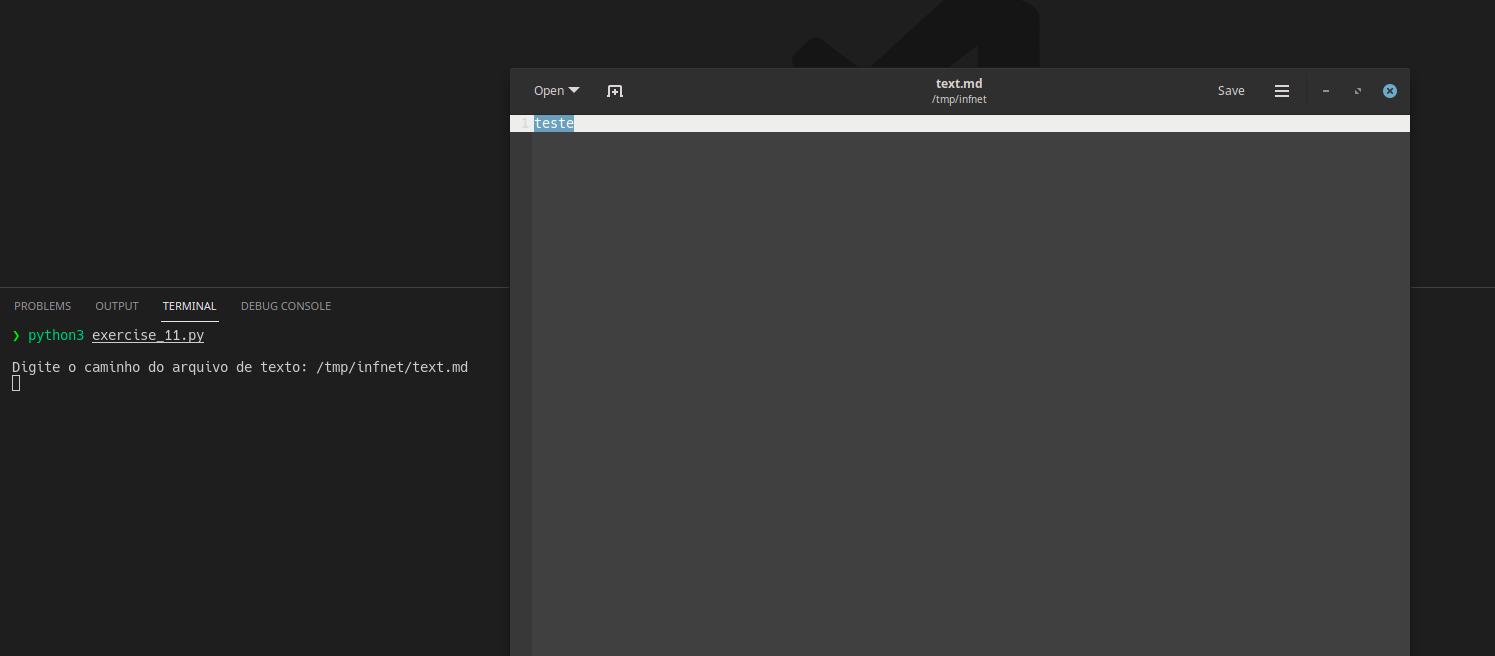 Open
text.md
/tmp/infnet
Save
1 teste
PROBLEMS OUTPUT TERMINAL DEBUG CONSOLE
❯ python3 exercise_11.py
Digite o caminho do arquivo de texto: /tmp/infnet/text.md